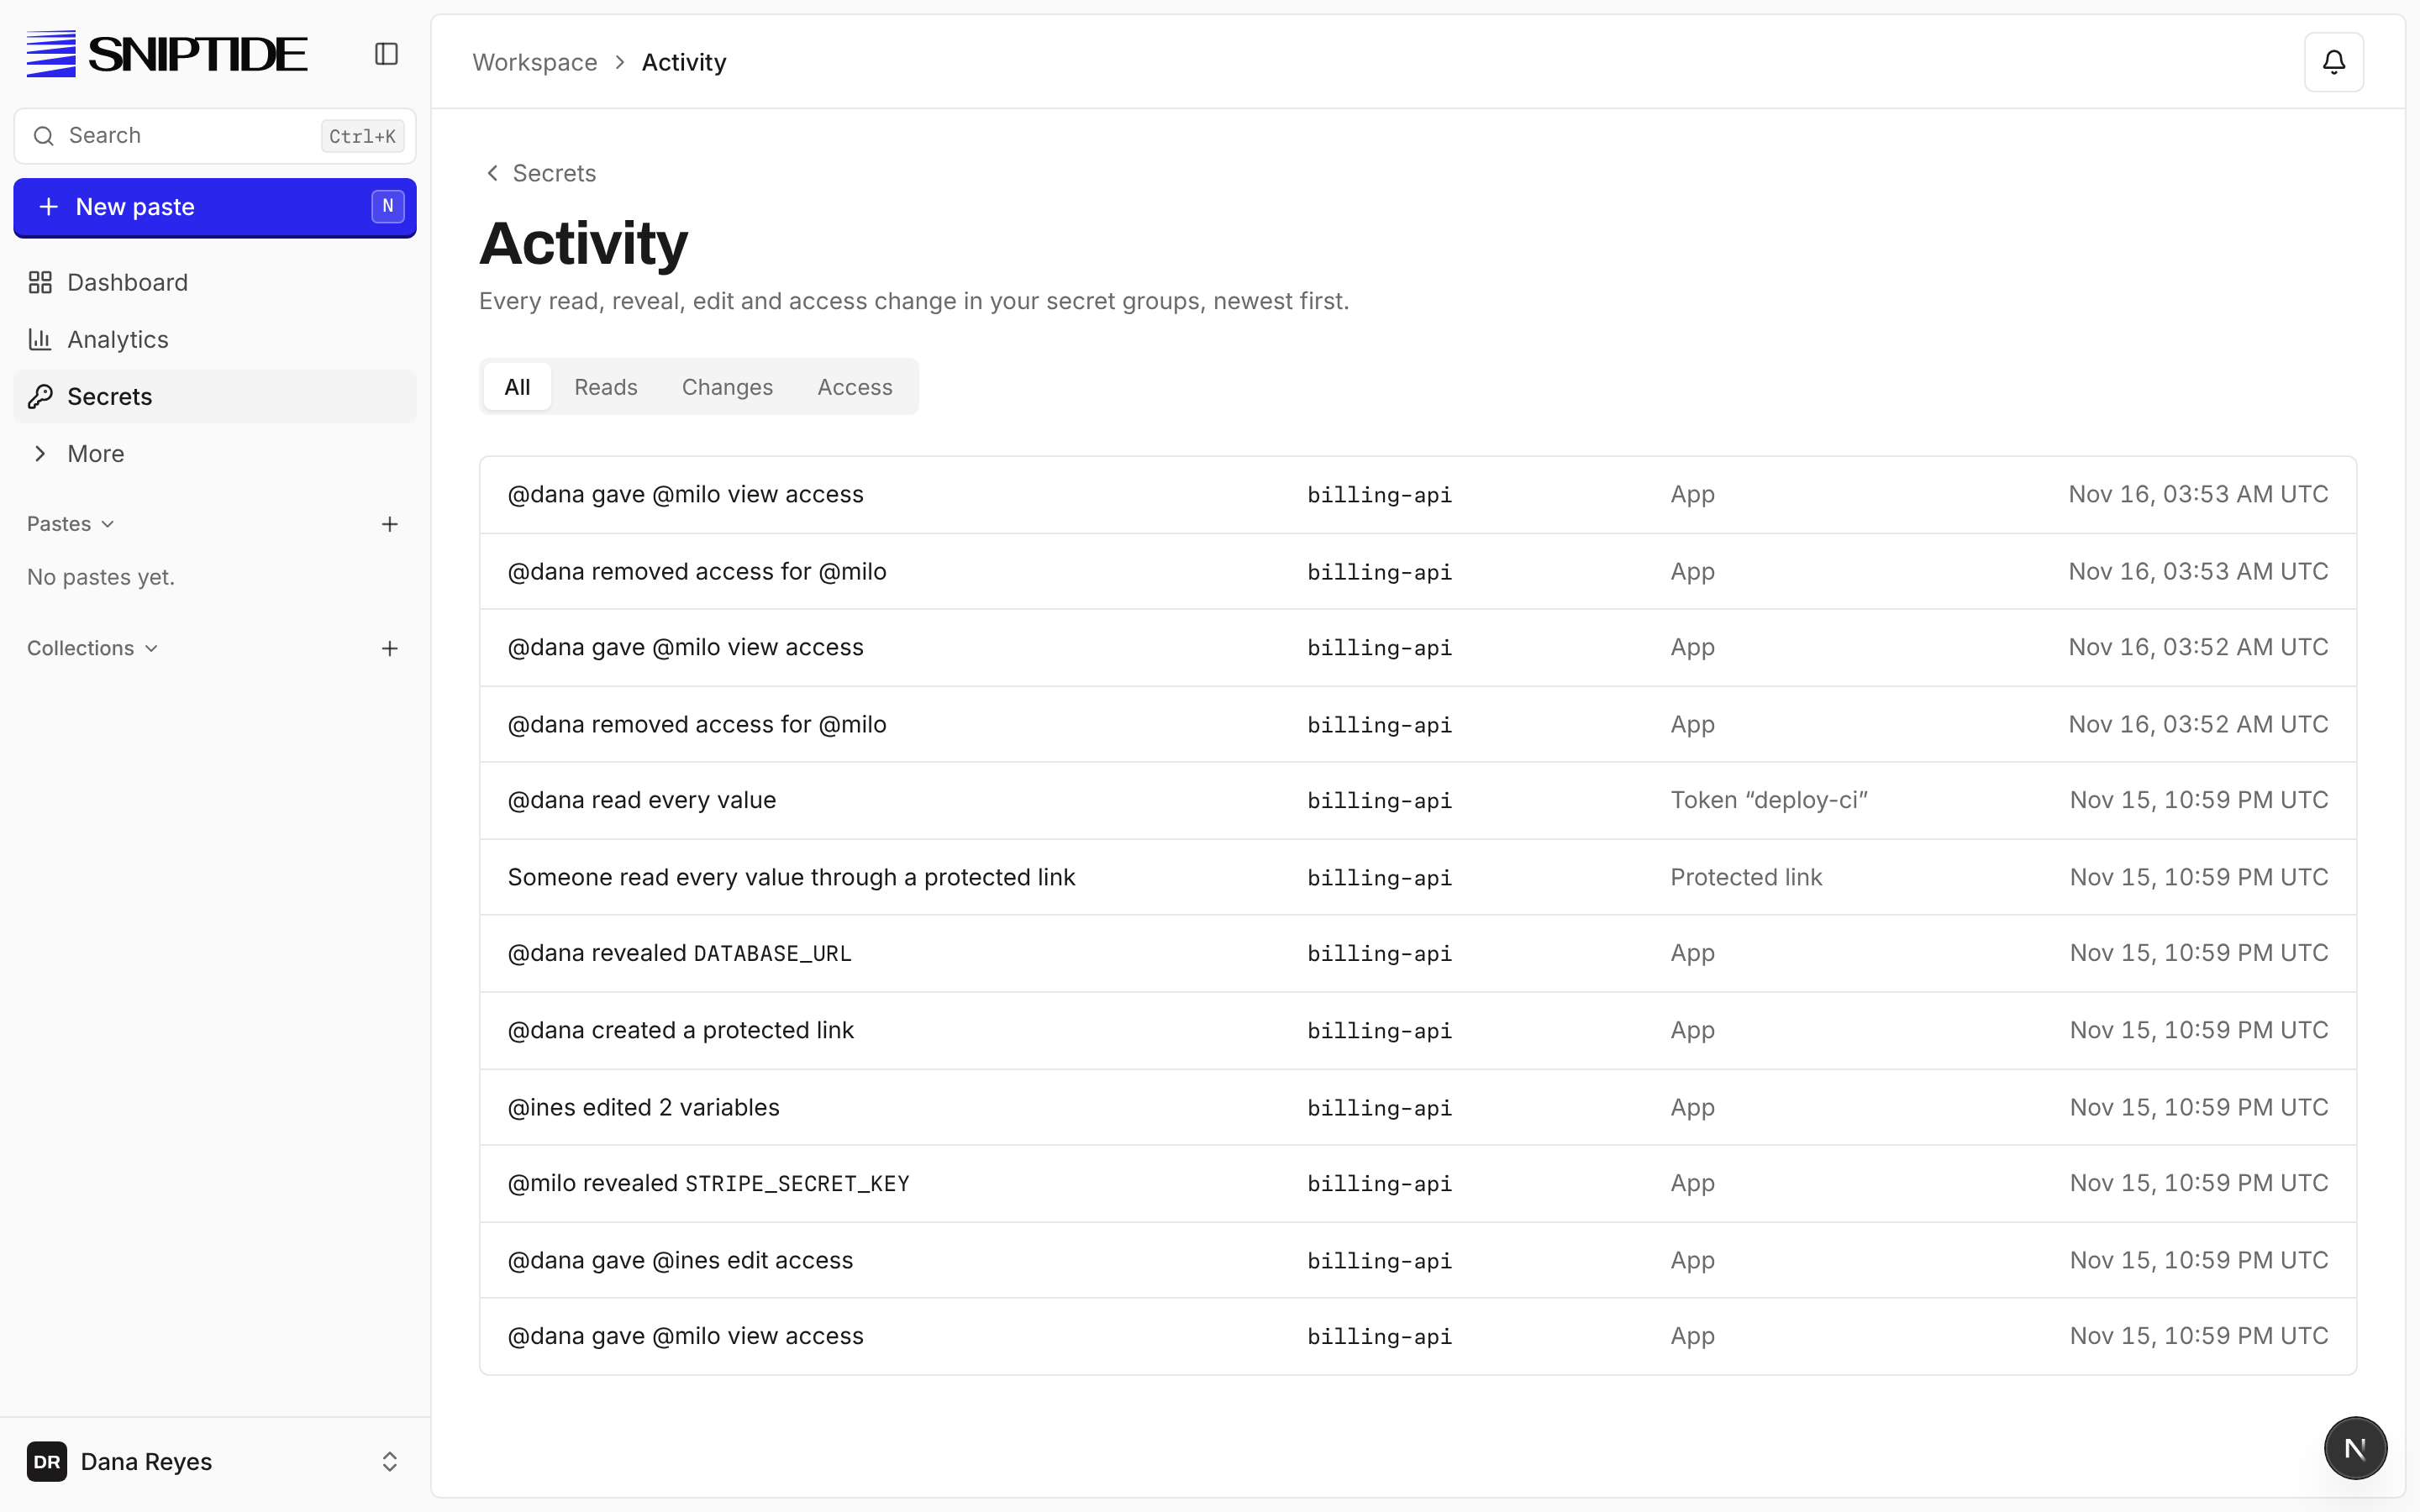 SNIPTIDE
Search Ctrl+K
New paste N
Dashboard
Analytics
Secrets
More
Pastes
No pastes yet.
Collections
DR Dana Reyes
Workspace Activity
Secrets
Activity
Every read, reveal, edit and access change in your secret groups, newest first.
All Reads Changes Access
@dana gave @milo view access billing-api App Nov 16, 03:53 AM UTC
@dana removed access for @milo billing-api App Nov 16, 03:53 AM UTC
@dana gave @milo view access billing-api App Nov 16, 03:52 AM UTC
@dana removed access for @milo billing-api App Nov 16, 03:52 AM UTC
@dana read every value billing-api Token “deploy-ci” Nov 15, 10:59 PM UTC
Someone read every value through a protected link billing-api Protected link Nov 15, 10:59 PM UTC
@dana revealed DATABASE_URL billing-api App Nov 15, 10:59 PM UTC
@dana created a protected link billing-api App Nov 15, 10:59 PM UTC
@ines edited 2 variables billing-api App Nov 15, 10:59 PM UTC
@milo revealed STRIPE_SECRET_KEY billing-api App Nov 15, 10:59 PM UTC
@dana gave @ines edit access billing-api App Nov 15, 10:59 PM UTC
@dana gave @milo view access billing-api App Nov 15, 10:59 PM UTC
N